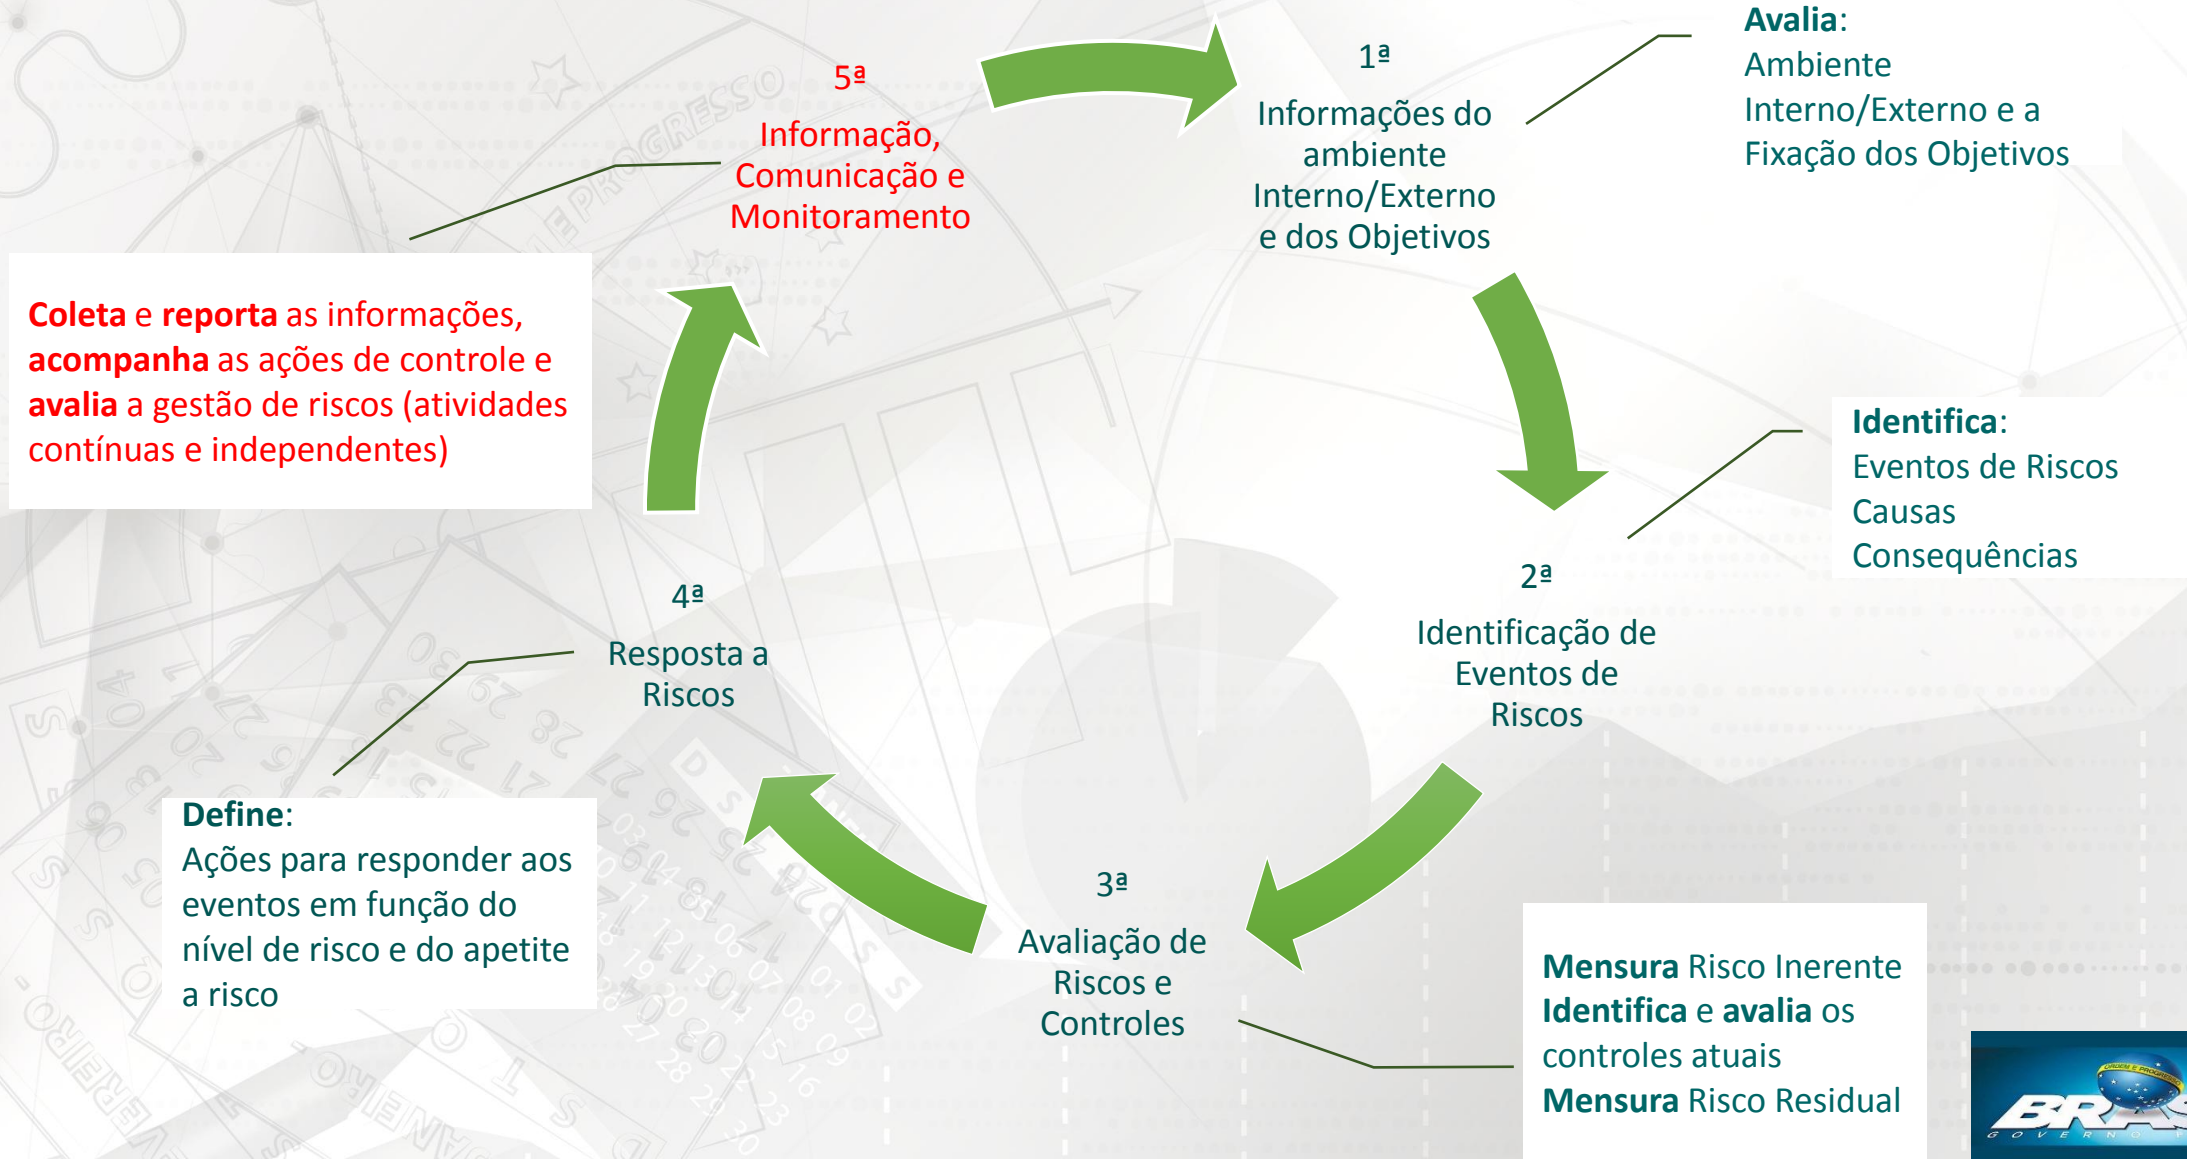 1ª
Informações do
ambiente
Interno/Externo
e dos Objetivos
Avalia:
Ambiente
Interno/Externo e a
Fixação dos Objetivos
2ª
Identificação de
Eventos de
Riscos
Identifica:
Eventos de Riscos
Causas
Consequências
3ª
Avaliação de
Riscos e
Controles
Mensura Risco Inerente
Identifica e avalia os
controles atuais
Mensura Risco Residual
4ª
Resposta a
Riscos
Define:
Ações para responder aos
eventos em função do
nível de risco e do apetite
a risco
5ª
Informação,
Comunicação e
Monitoramento
Coleta e reporta as informações,
acompanha as ações de controle e
avalia a gestão de riscos (atividades
contínuas e independentes)
ORDEM E PROGRESSO
BRAS
GOVERNO